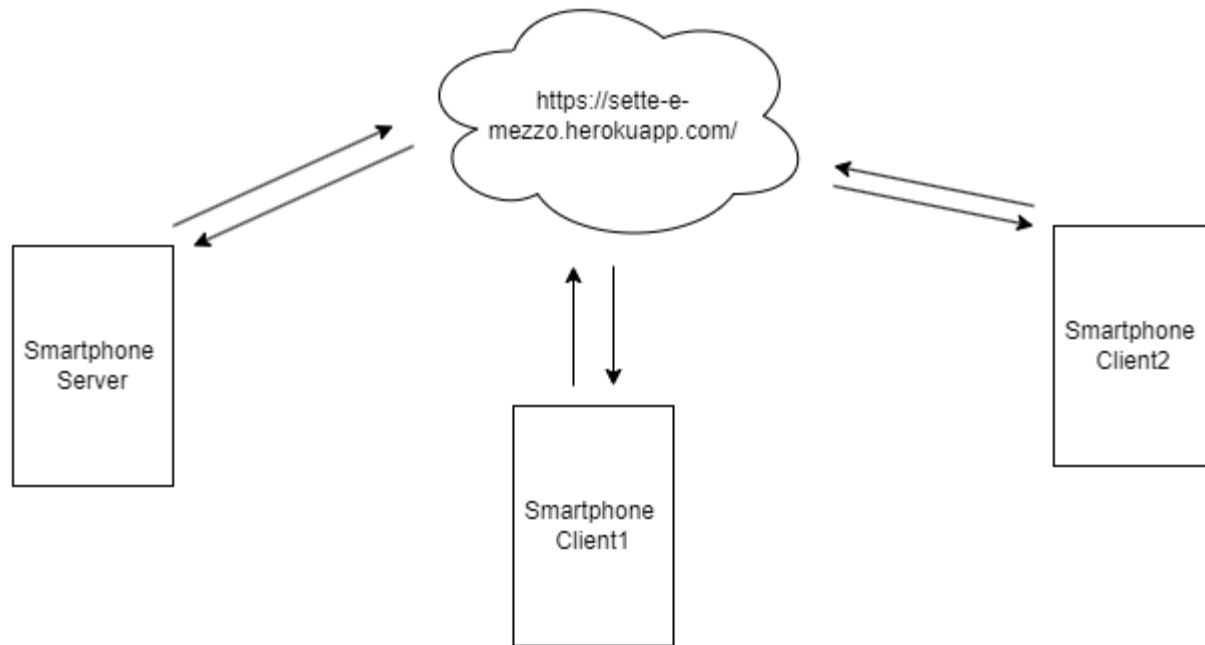 https://sette-e-
mezzo.herokuapp.com/
Smartphone
Server
Smartphone
Client1
Smartphone
Client2